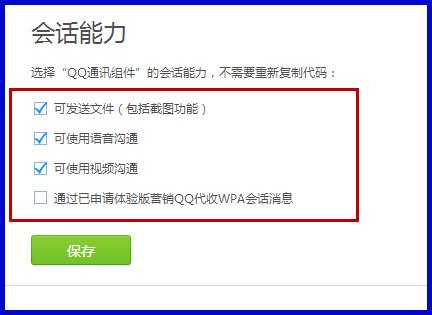 会话能力
选择“QQ通讯组件”的会话能力，不需要重新复制代码：
可发送文件（包括截图功能）
可使用语音沟通
可使用视频沟通
通过已申请体验版营销QQ代收WPA会话消息
保存